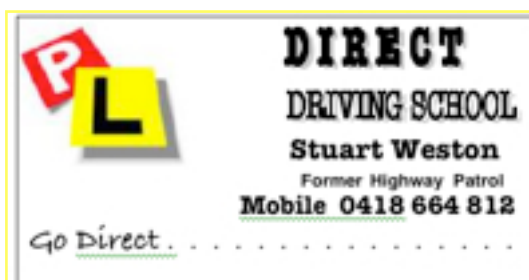 P
L
DIRECT
DRIVING SCHOOL
Stuart Weston
Former Highway Patrol
Mobile 0418 664 812
Go Direct . . . . . . . . . . . . . . . .